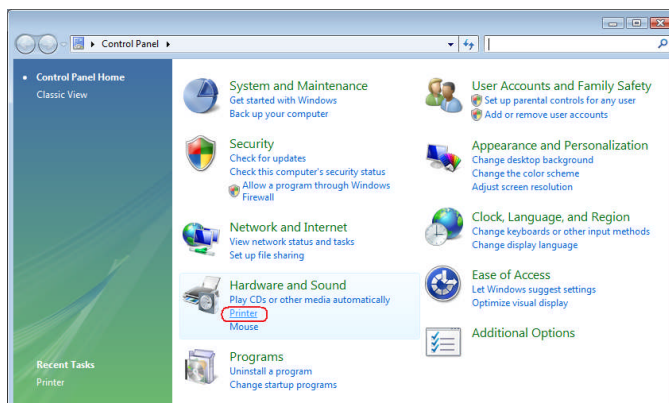 Control Panel
Control Panel Home
Classic View
System and Maintenance
Get started with Windows
Back up your computer
Security
Check for updates
Check this computer's security status
Allow a program through Windows
Firewall
Network and Internet
View network status and tasks
Set up file sharing
Hardware and Sound
Play CDs or other media automatically
Printer
Mouse
Programs
Uninstall a program
Change startup programs
User Accounts and Family Safety
Set up parental controls for any user
Add or remove user accounts
Appearance and Personalization
Change desktop background
Change the color scheme
Adjust screen resolution
Clock, Language, and Region
Change keyboards or other input methods
Change display language
Ease of Access
Let Windows suggest settings
Optimize visual display
Additional Options
Recent Tasks
Printer